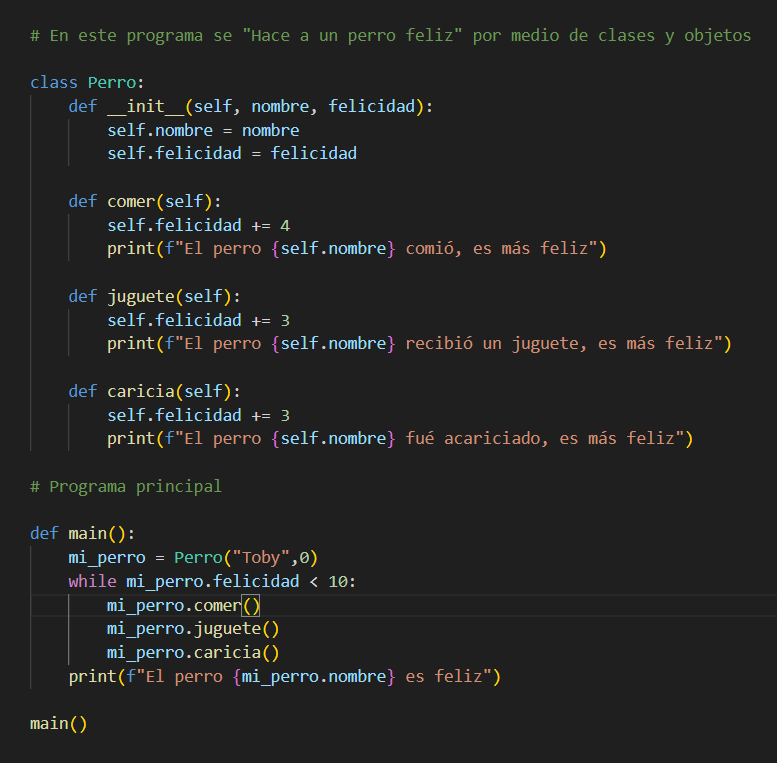 # En este programa se "Hace a un perro feliz" por medio de clases y objetos
class Perro:
    def __init__(self, nombre, felicidad):
        self.nombre = nombre
        self.felicidad = felicidad
    def comer(self):
        self.felicidad += 4
        print(f"El perro {self.nombre} comió, es más feliz")
    def juguete(self):
        self.felicidad += 3
        print(f"El perro {self.nombre} recibió un juguete, es más feliz")
    def caricia(self):
        self.felicidad += 3
        print(f"El perro {self.nombre} fué acariciado, es más feliz")
# Programa principal
def main():
    mi_perro = Perro("Toby",0)
    while mi_perro.felicidad < 10:
        mi_perro.comer()
        mi_perro.juguete()
        mi_perro.caricia()
    print(f"El perro {mi_perro.nombre} es feliz")
main()